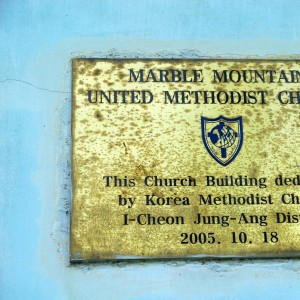 MARBLE MOUNTAIN
UNITED METHODIST CH
This Church Building ded
by Korea Methodist Ch
I-Cheon Jung-Ang Dis
2005. 10. 18